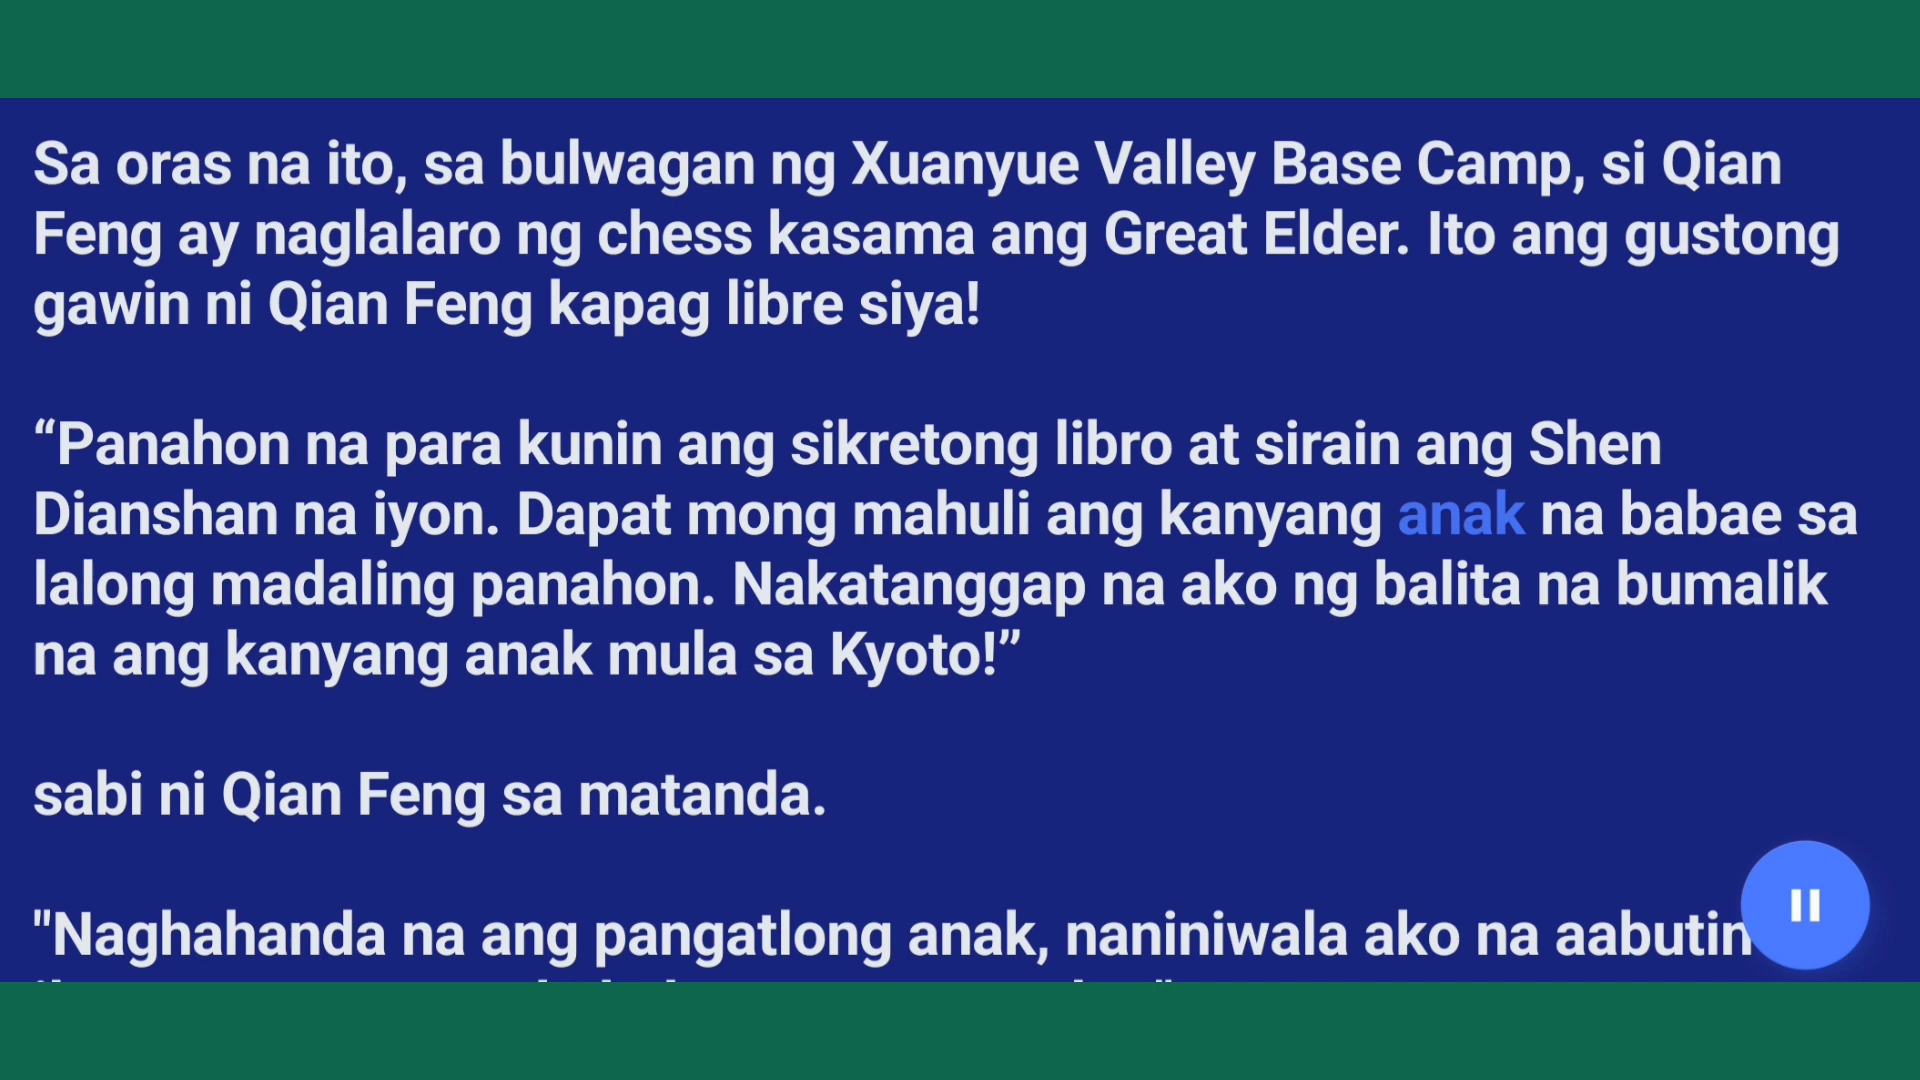 Sa oras na ito, sa bulwagan ng Xuanyue Valley Base Camp, si Qian
Feng ay naglalaro ng chess kasama ang Great Elder. Ito ang gustong
gawin ni Qian Feng kapag libre siya!
“Panahon na para kunin ang sikretong libro at sirain ang Shen
Dianshan na iyon. Dapat mong mahuli ang kanyang anak na babae sa
lalong madaling panahon. Nakatanggap na ako ng balita na bumalik
na ang kanyang anak mula sa Kyoto!”
sabi ni Qian Feng sa matanda.
"Naghahanda na ang pangatlong anak, naniniwala ako na aabutin